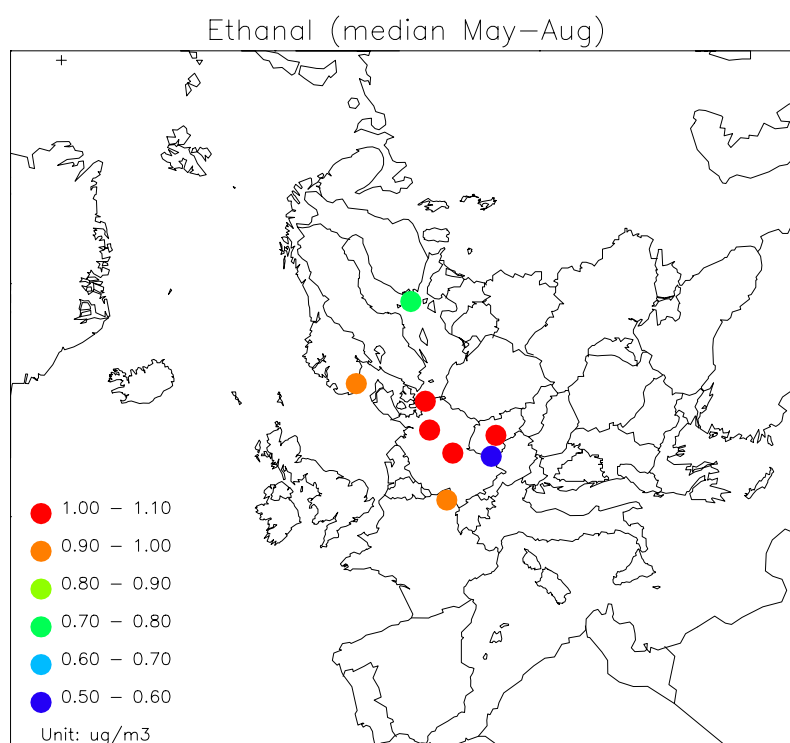 Ethanal (median May-Aug)
1.00 - 1.10
0.90 - 1.00
0.80 - 0.90
0.70 - 0.80
0.60 - 0.70
0.50 - 0.60
Unit: ug/m3